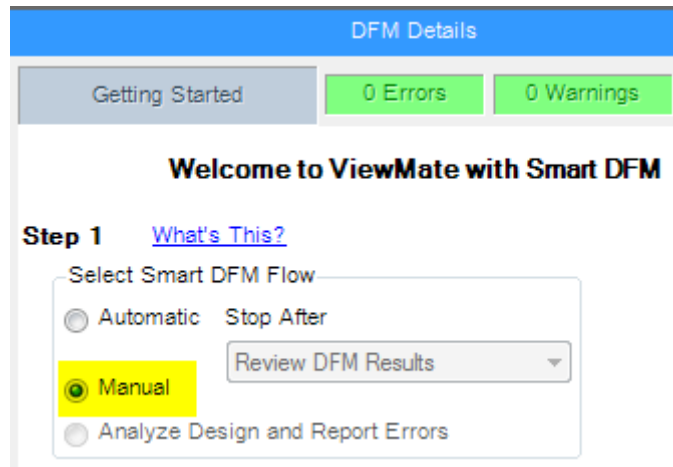 DFM Details
Getting Started 0 Errors 0 Warnings
Welcome to ViewMate with Smart DFM
Step 1 What's This?
Select Smart DFM Flow
Automatic Stop After
Review DFM Results
Manual
Analyze Design and Report Errors